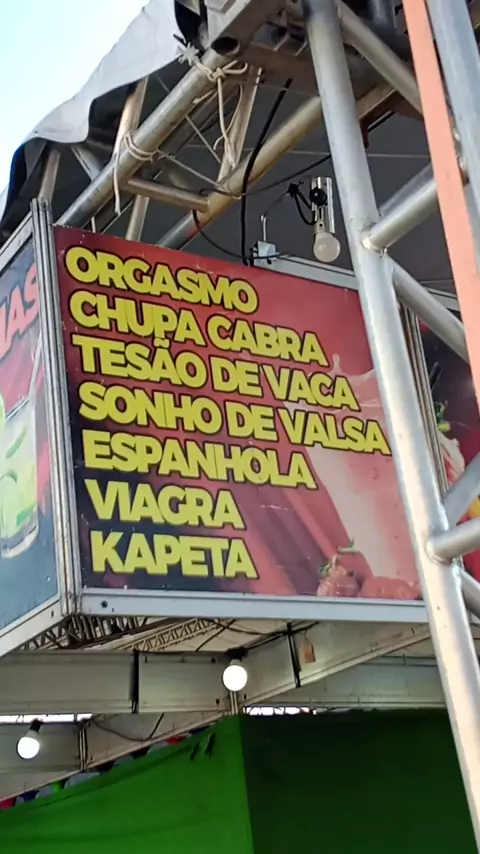 ORGASMO
CHUPA CABRA
TESÃO DE VACA
SONHO DE VALSA
ESPANHOLA
VIAGRA
KAPETA